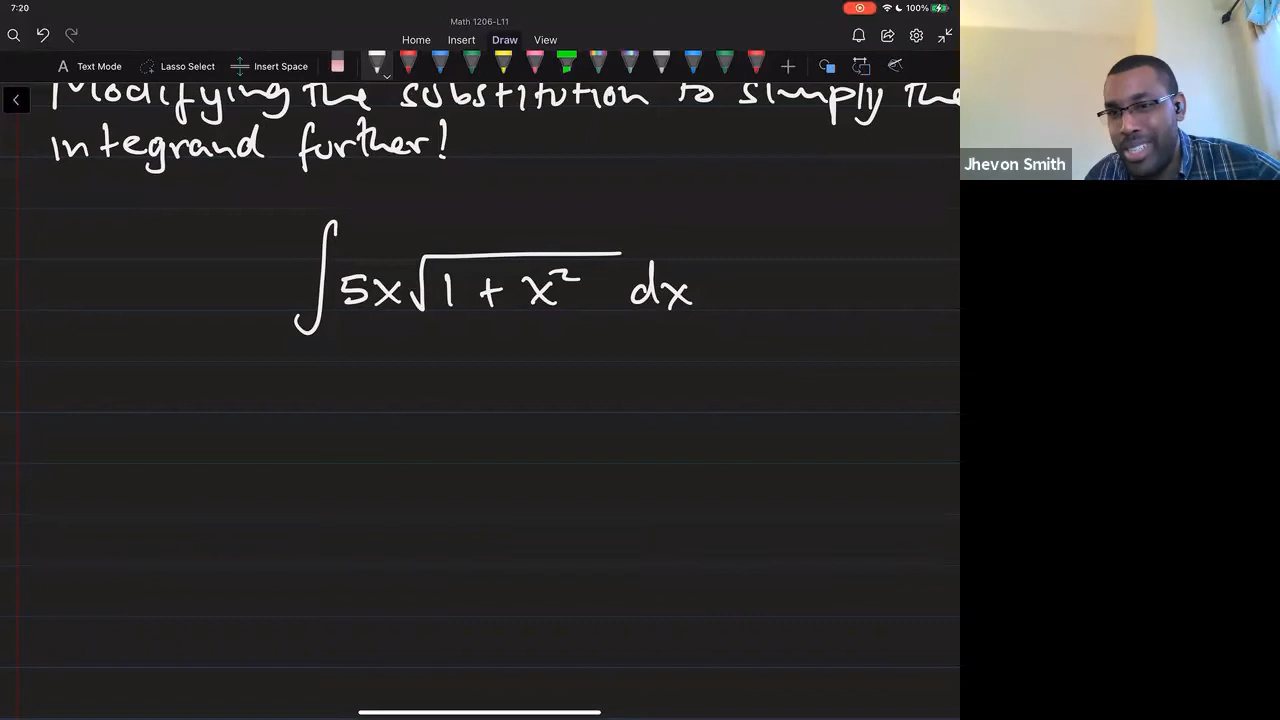 7:20
100%
Math 1206-L11
Home Insert Draw View
Text Mode Lasso Select Insert Space
Modifying the substitution to simply the
integrand further!
∫ 5x√(1 + x²) dx
Jhevon Smith